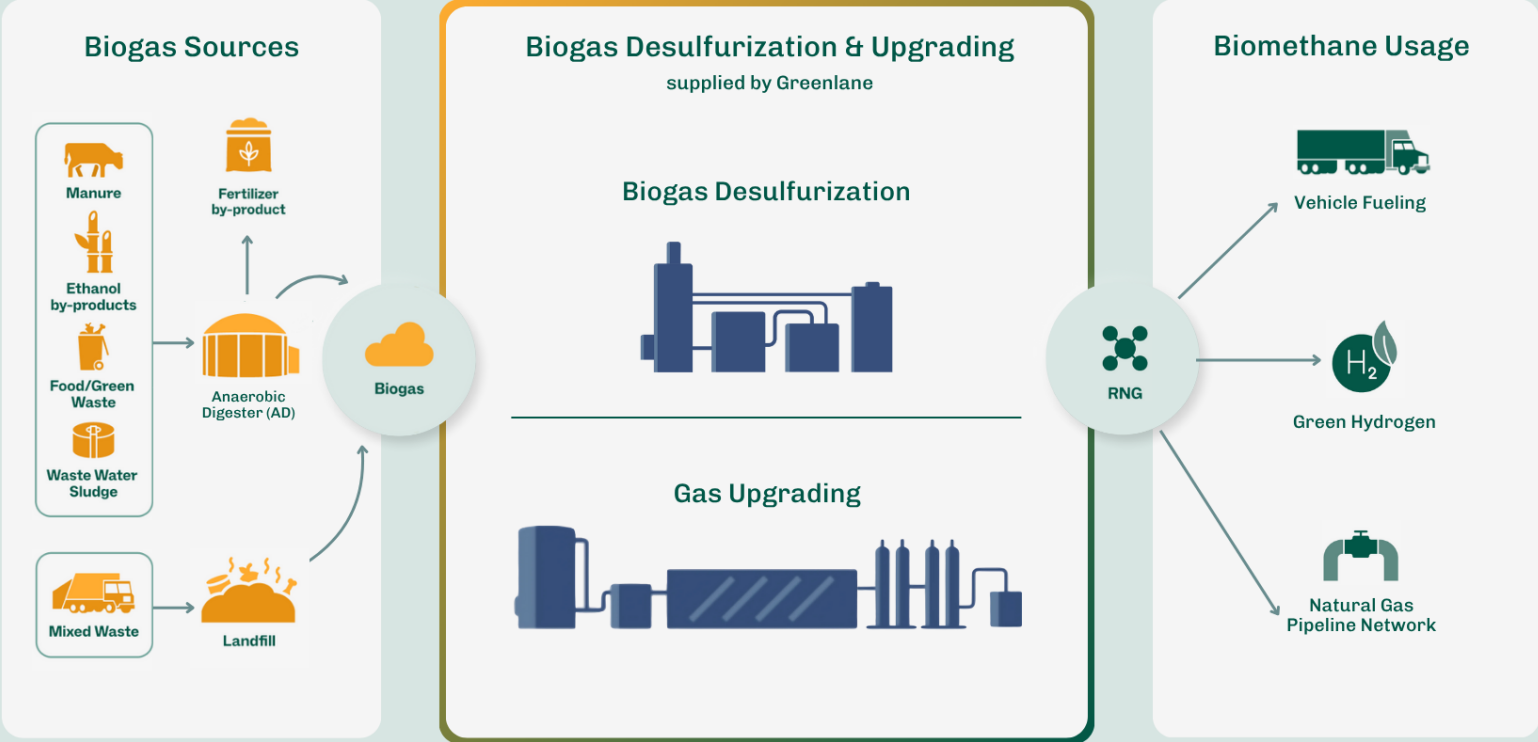 Biogas Sources
Manure
Ethanol
by-products
Food/Green
Waste
Waste Water
Sludge
Mixed Waste
Fertilizer
by-product
Anaerobic
Digester (AD)
Landfill
Biogas
Biogas Desulfurization & Upgrading
supplied by Greenlane
Biogas Desulfurization
Gas Upgrading
RNG
Biomethane Usage
Vehicle Fueling
H2
Green Hydrogen
Natural Gas
Pipeline Network